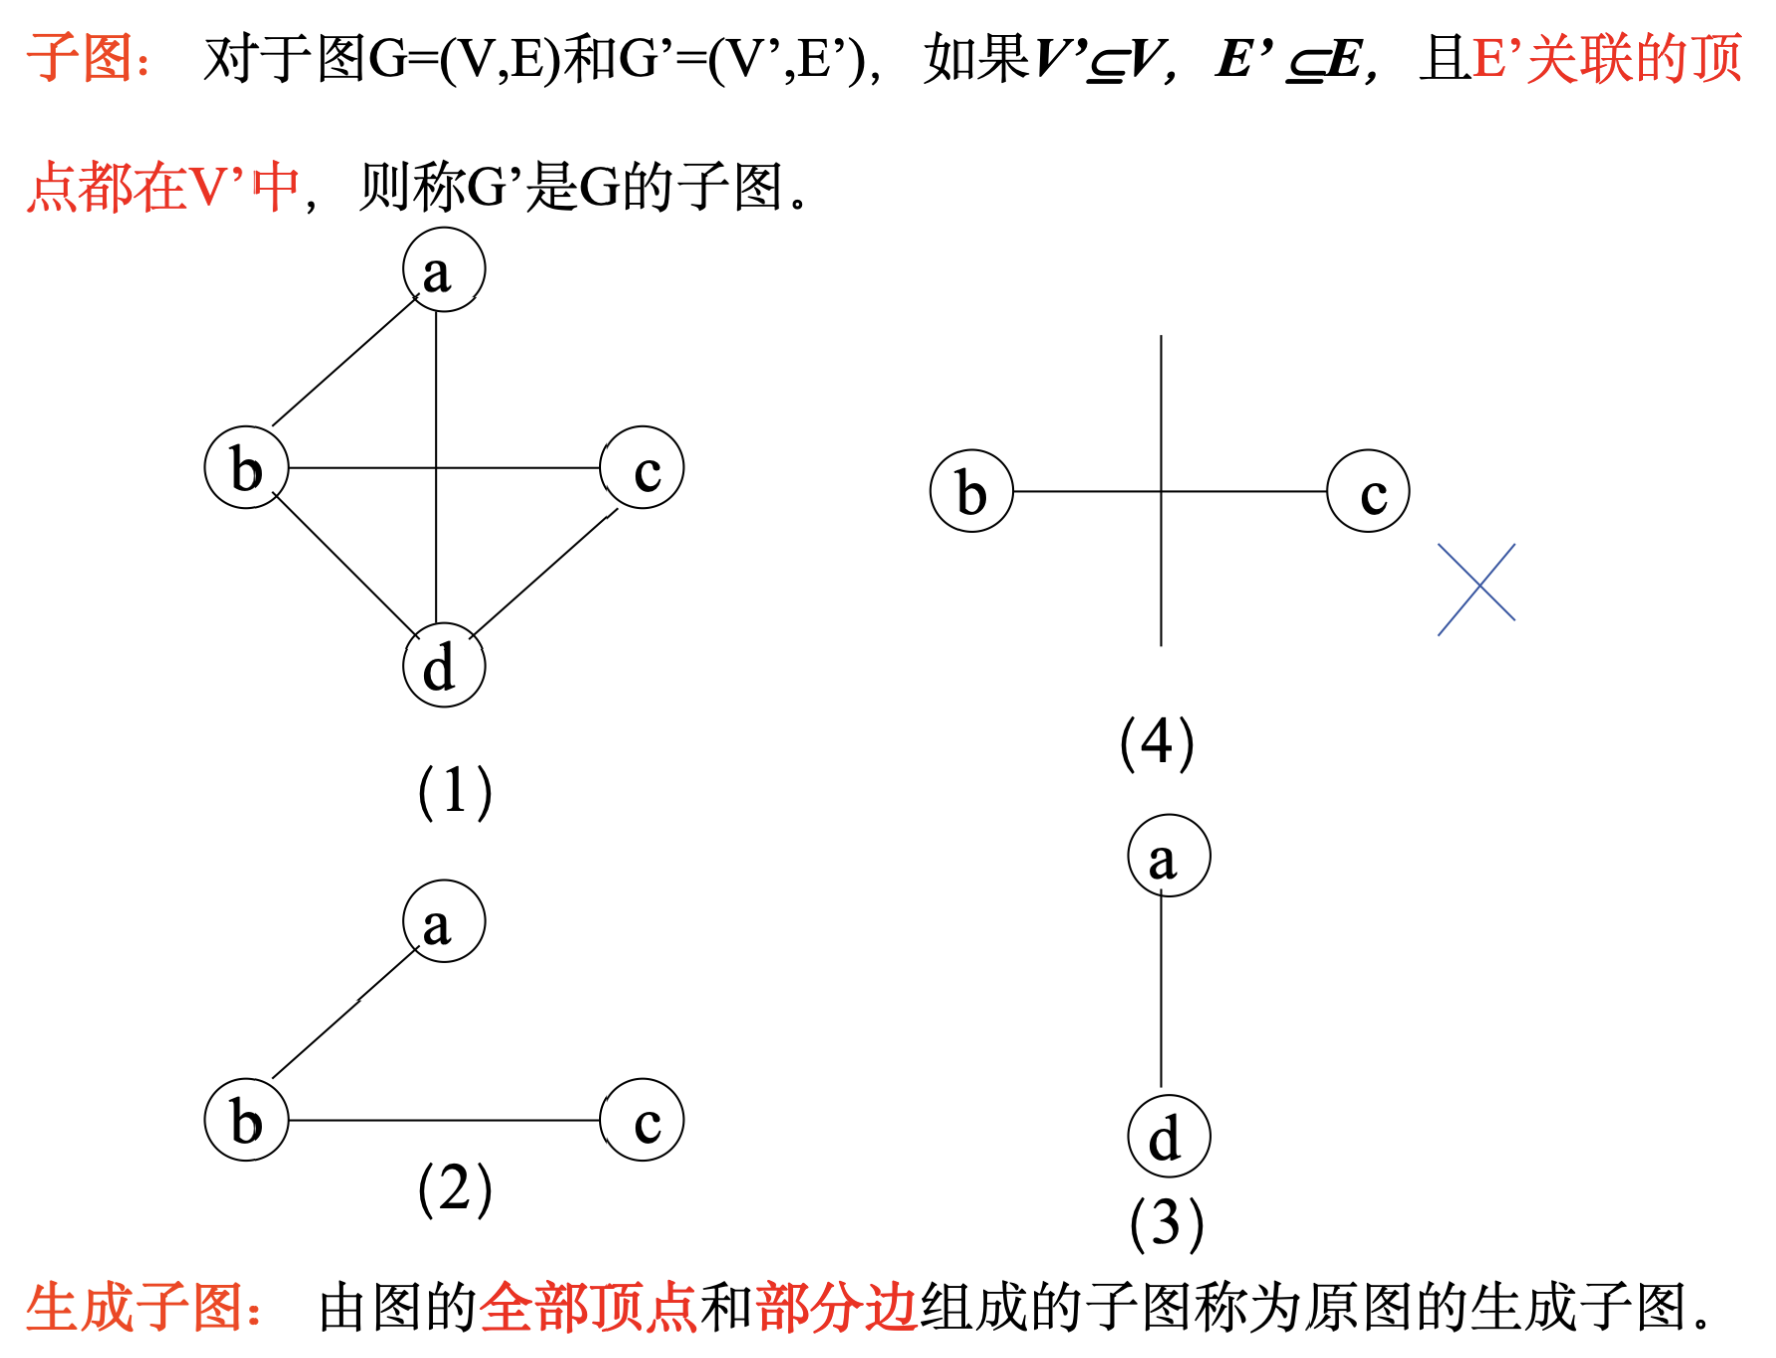 子图： 对于图G=(V,E)和G’=(V’,E’)，如果V’⊆V，E’ ⊆E，且E’关联的顶
点都在V’中，则称G’是G的子图。
a
b
c
d
(1)
b
c
(4)
a
b
c
(2)
a
d
(3)
生成子图： 由图的全部顶点和部分边组成的子图称为原图的生成子图。